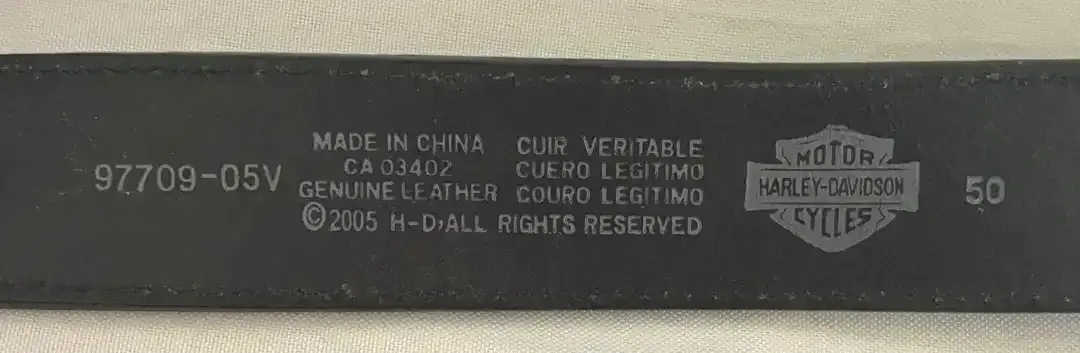 97709-05V
MADE IN CHINA
CA 03402
GENUINE LEATHER
CUIR VERITABLE
CUERO LEGITIMO
COURO LEGITIMO
©2005 H-D, ALL RIGHTS RESERVED
MOTOR
HARLEY-DAVIDSON
CYCLES
50